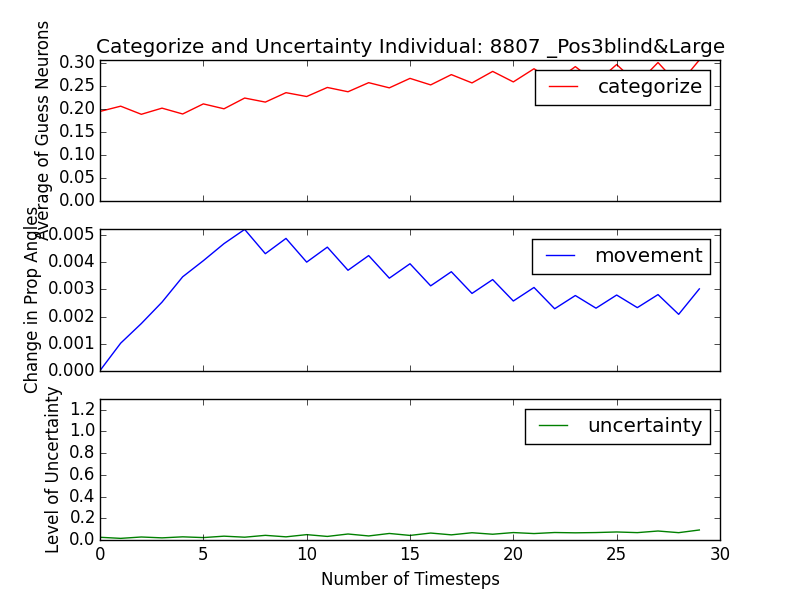 Categorize and Uncertainty Individual: 8807 _Pos3blind&Large
Average of Guess Neurons
0.30
0.25
0.20
0.15
0.10
0.05
0.00
categorize
Change in Prop Angles
0.005
0.004
0.003
0.002
0.001
0.000
movement
Level of Uncertainty
1.2
1.0
0.8
0.6
0.4
0.2
0.0
uncertainty
0 5 10 15 20 25 30
Number of Timesteps